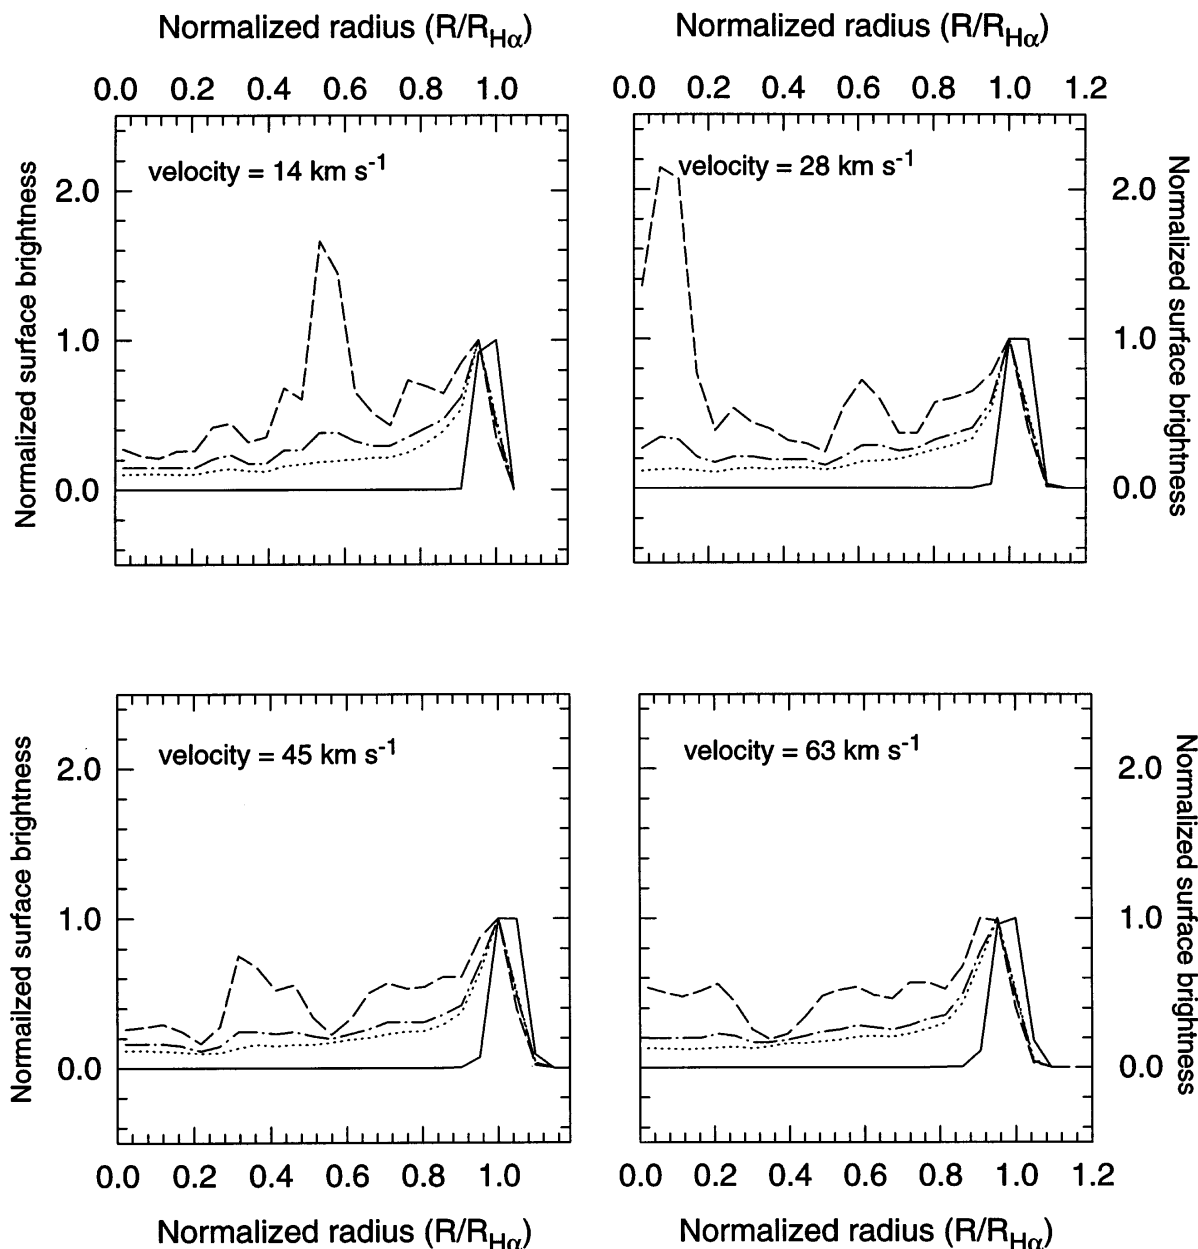 Normalized radius (R/RHα)
Normalized radius (R/RHα)
0.0 0.2 0.4 0.6 0.8 1.0
0.0 0.2 0.4 0.6 0.8 1.0 1.2
velocity = 14 km s-1
velocity = 28 km s-1
Normalized surface brightness
2.0
1.0
0.0
2.0
1.0
0.0
Normalized surface brightness
velocity = 45 km s-1
velocity = 63 km s-1
Normailzed surface brightness
2.0
1.0
0.0
2.0
1.0
0.0
Normalized surface brightness
0.0 0.2 0.4 0.6 0.8 1.0
0.0 0.2 0.4 0.6 0.8 1.0 1.2
Normalized radius (R/RHα)
Normalized radius (R/RHα)